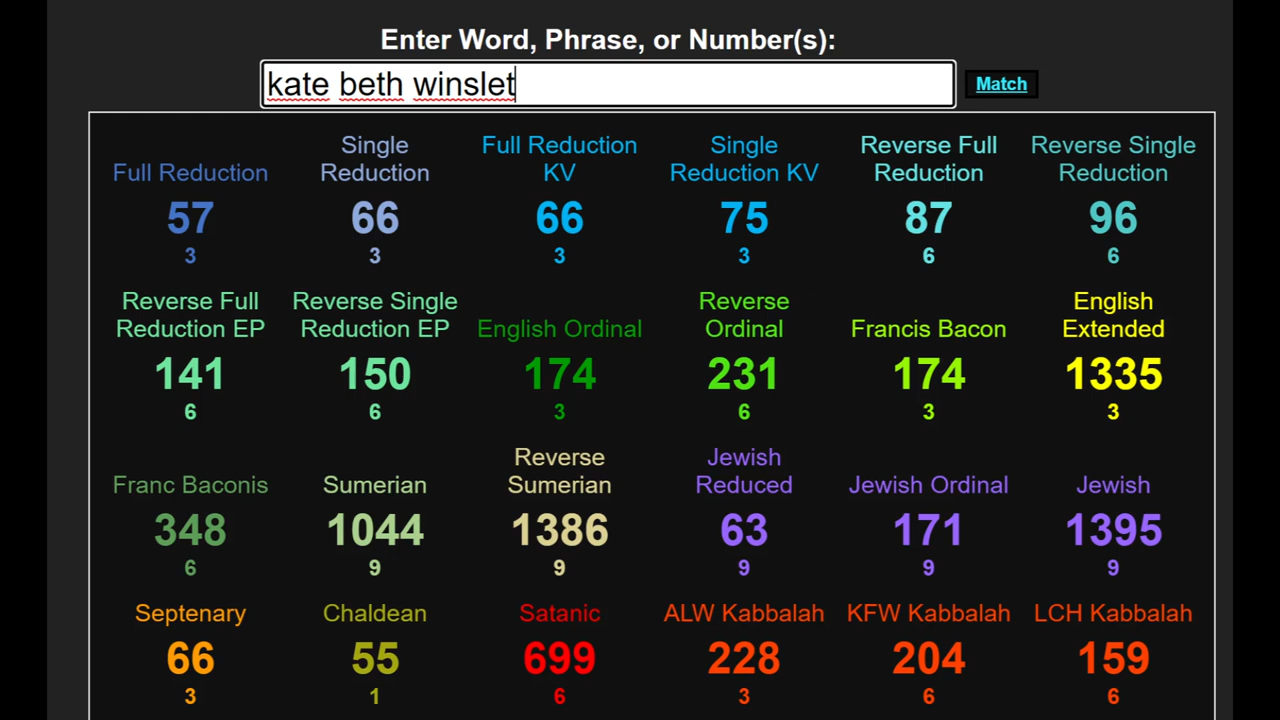 Enter Word, Phrase, or Number(s):
kate beth winslet Match
Full Reduction Single Reduction Full Reduction KV Single Reduction KV Reverse Full Reduction Reverse Single Reduction
57 66 66 75 87 96
3 3 3 3 6 6
Reverse Full Reduction EP Reverse Single Reduction EP English Ordinal Reverse Ordinal Francis Bacon English Extended
141 150 174 231 174 1335
6 6 3 6 3 3
Franc Baconis Sumerian Reverse Sumerian Jewish Reduced Jewish Ordinal Jewish
348 1044 1386 63 171 1395
6 9 9 9 9 9
Septenary Chaldean Satanic ALW Kabbalah KFW Kabbalah LCH Kabbalah
66 55 699 228 204 159
3 1 6 3 6 6